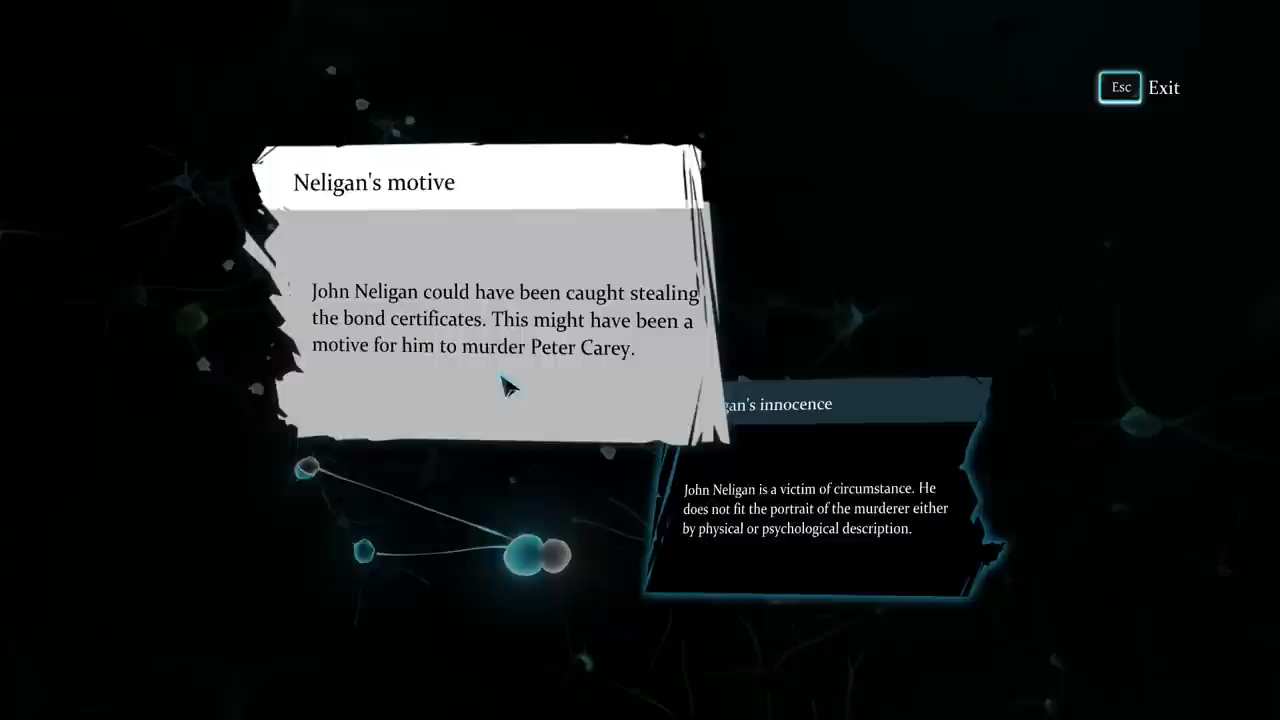 Esc Exit
Neligan's motive
John Neligan could have been caught stealing
the bond certificates. This might have been a
motive for him to murder Peter Carey.
gan's innocence
John Neligan is a victim of circumstance. He
does not fit the portrait of the murderer either
by physical or psychological description.